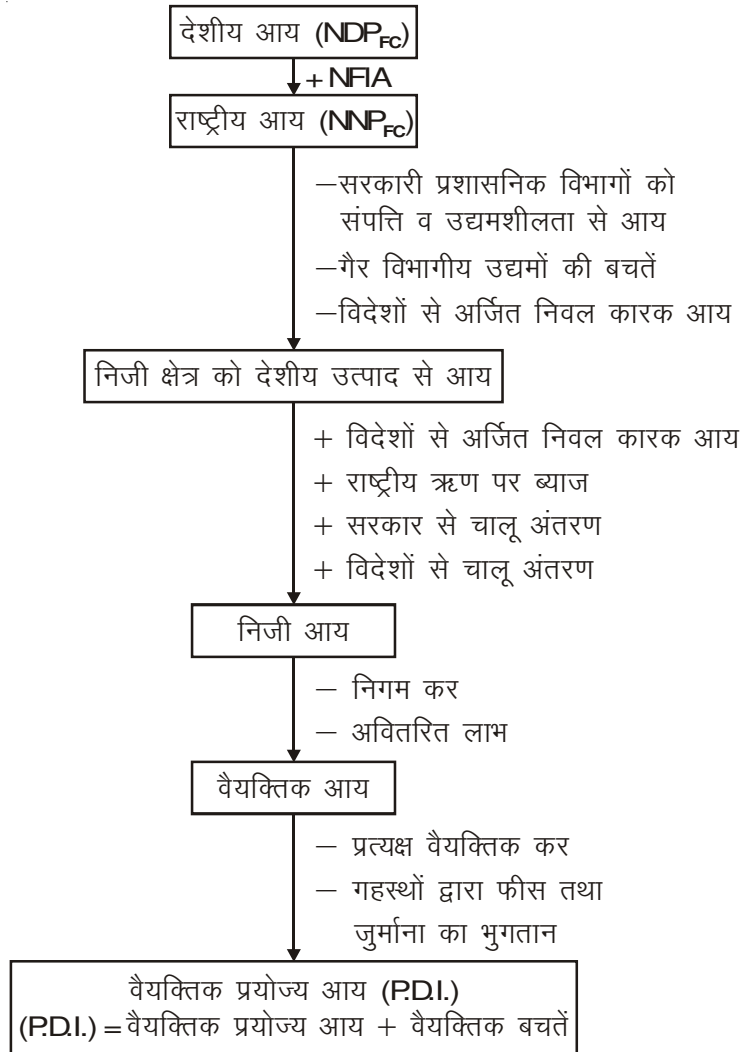 देशीय आय (NDP_FC)
+ NFIA
राष्ट्रीय आय (NNP_FC)
–सरकारी प्रशासनिक विभागों को
संपत्ति व उद्यमशीलता से आय
–गैर विभागीय उद्यमों की बचतें
–विदेशों से अर्जित निवल कारक आय
निजी क्षेत्र को देशीय उत्पाद से आय
+ विदेशों से अर्जित निवल कारक आय
+ राष्ट्रीय ऋण पर ब्याज
+ सरकार से चालू अंतरण
+ विदेशों से चालू अंतरण
निजी आय
– निगम कर
– अवितरित लाभ
वैयक्तिक आय
– प्रत्यक्ष वैयक्तिक कर
– गहस्थों द्वारा फीस तथा
जुर्माना का भुगतान
वैयक्तिक प्रयोज्य आय (P.D.I.)
(P.D.I.) = वैयक्तिक प्रयोज्य आय + वैयक्तिक बचतें